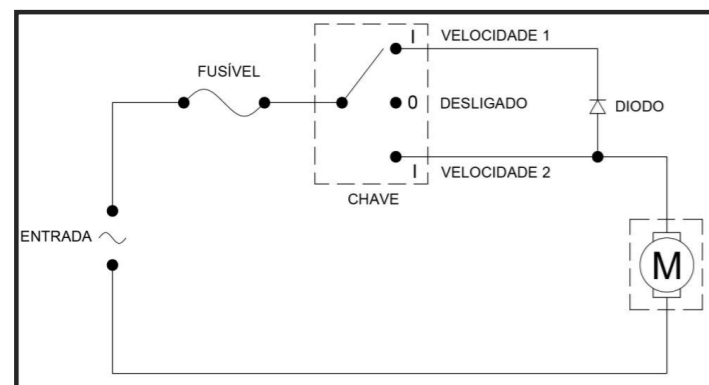 I VELOCIDADE 1
FUSÍVEL
0 DESLIGADO
DIODO
I VELOCIDADE 2
CHAVE
ENTRADA
M